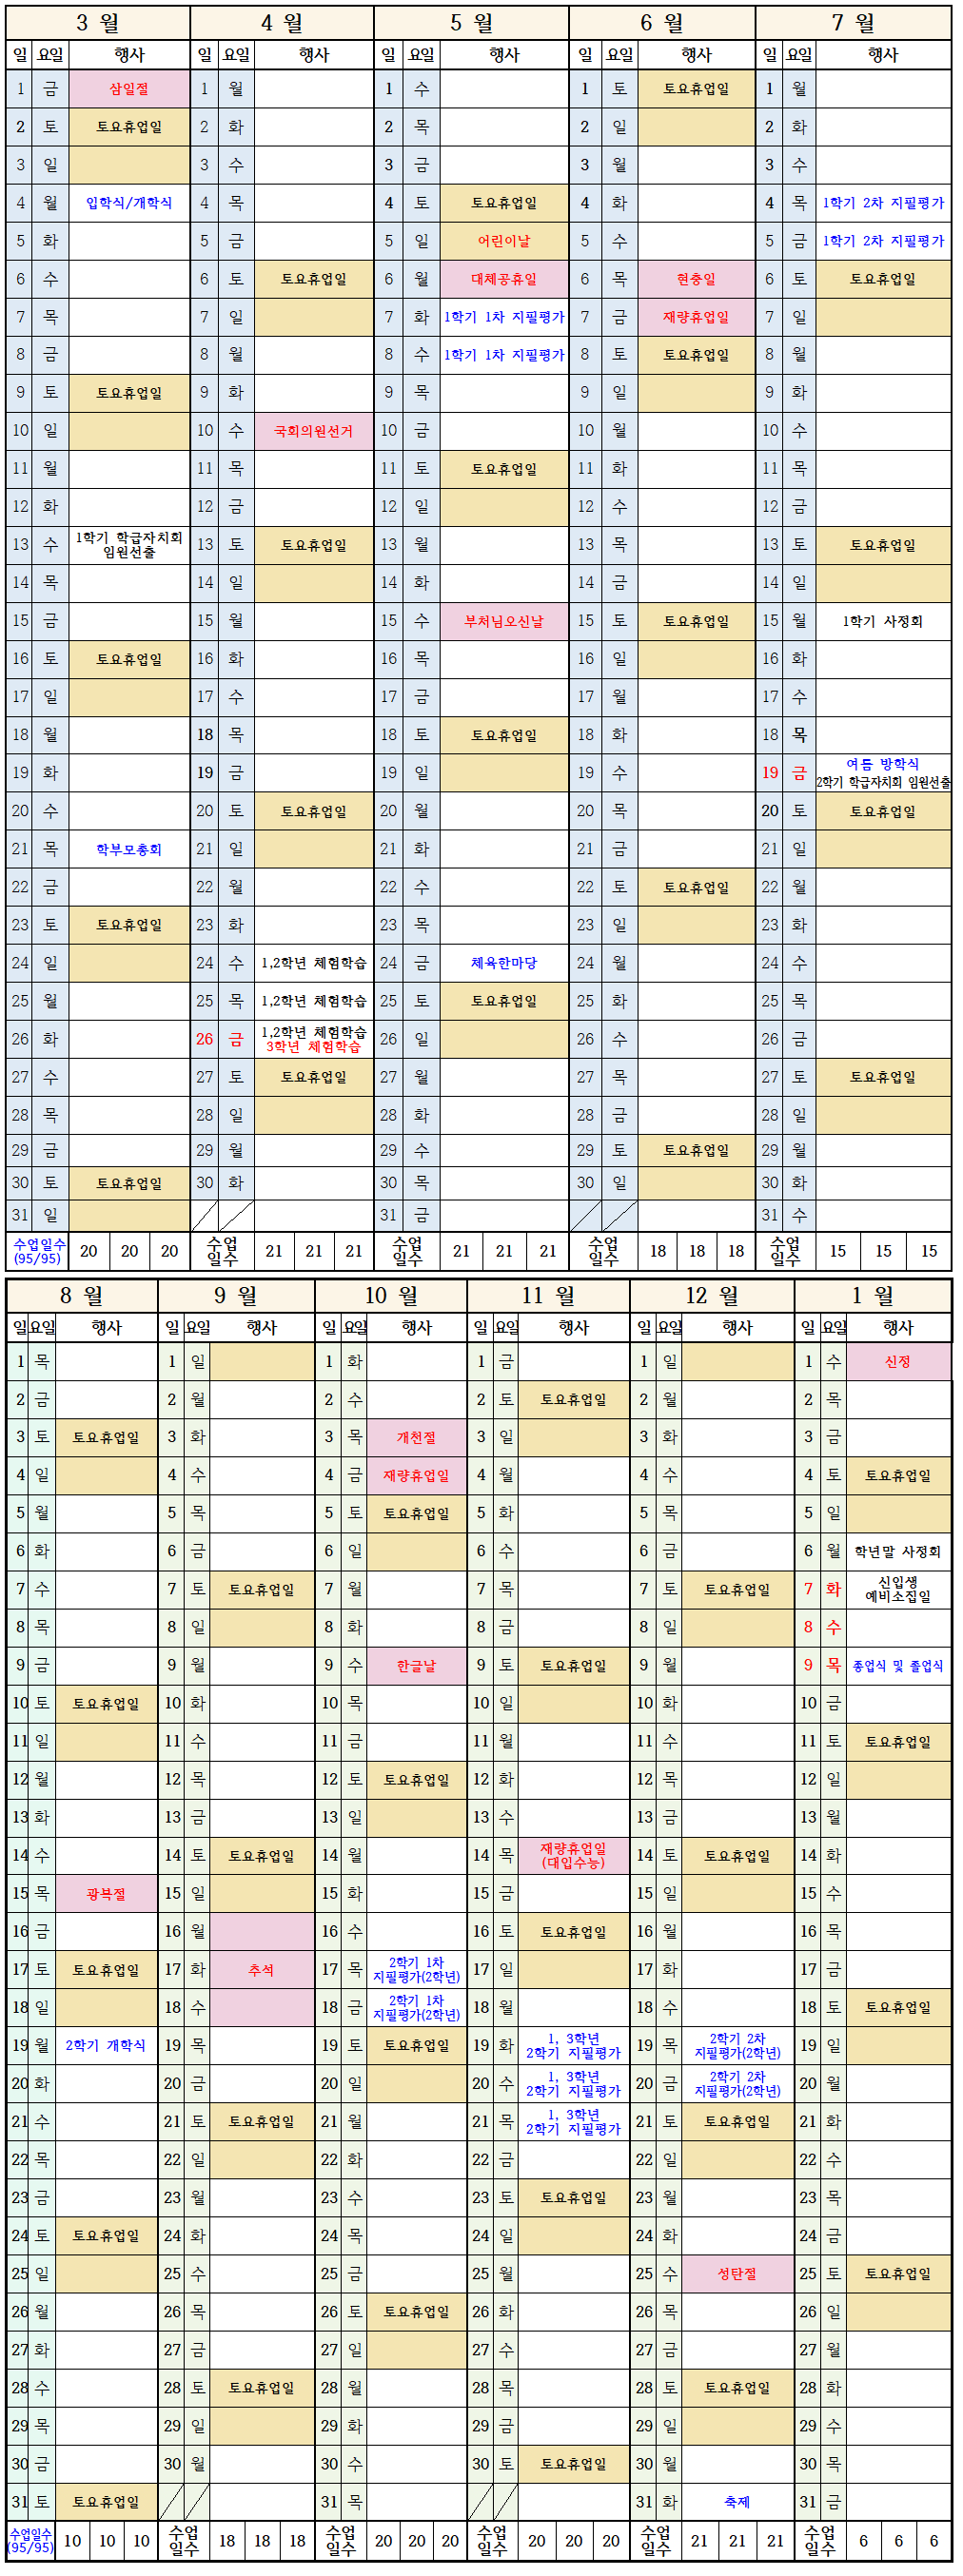 3 월 4 월 5 월 6 월 7 월
일 요일 행사 일 요일 행사 일 요일 행사 일 요일 행사 일 요일 행사
1 금 삼일절 1 월 1 수 1 토 토요휴업일 1 월
2 토 토요휴업일 2 화 2 목 2 일 2 화
3 일 3 수 3 금 3 월 3 수
4 월 입학식/개학식 4 목 4 토 토요휴업일 4 화 4 목 1학기 2차 지필평가
5 화 5 금 5 일 어린이날 5 수 5 금 1학기 2차 지필평가
6 수 6 토 토요휴업일 6 월 대체공휴일 6 목 현충일 6 토 토요휴업일
7 목 7 일 7 화 1학기 1차 지필평가 7 금 재량휴업일 7 일
8 금 8 월 8 수 1학기 1차 지필평가 8 토 토요휴업일 8 월
9 토 토요휴업일 9 화 9 목 9 일 9 화
10 일 10 수 국회의원선거 10 금 10 월 10 수
11 월 11 목 11 토 토요휴업일 11 화 11 목
12 화 12 금 12 일 12 수 12 금
13 수 1학기 학급자치회 임원선출 13 토 토요휴업일 13 월 13 목 13 토 토요휴업일
14 목 14 일 14 화 14 금 14 일
15 금 15 월 15 수 부처님오신날 15 토 토요휴업일 15 월 1학기 사정회
16 토 토요휴업일 16 화 16 목 16 일 16 화
17 일 17 수 17 금 17 월 17 수
18 월 18 목 18 토 토요휴업일 18 화 18 목
19 화 19 금 19 일 19 수 19 금 여름 방학식 2학기 학급자치회 임원선출
20 수 20 토 토요휴업일 20 월 20 목 20 토 토요휴업일
21 목 학부모총회 21 일 21 화 21 금 21 일
22 금 22 월 22 수 22 토 토요휴업일 22 월
23 토 토요휴업일 23 화 23 목 23 일 23 화
24 일 24 수 1,2학년 체험학습 24 금 체육한마당 24 월 24 수
25 월 25 목 1,2학년 체험학습 25 토 토요휴업일 25 화 25 목
26 화 26 금 1,2학년 체험학습 3학년 체험학습 26 일 26 수 26 금
27 수 27 토 토요휴업일 27 월 27 목 27 토 토요휴업일
28 목 28 일 28 화 28 금 28 일
29 금 29 월 29 수 29 토 토요휴업일 29 월
30 토 토요휴업일 30 화 30 목 30 일 30 화
31 일 31 금 31 수
수업일수 (95/95) 20 20 20 수업 일수 21 21 21 수업 일수 21 21 21 수업 일수 18 18 18 수업 일수 15 15 15
8 월 9 월 10 월 11 월 12 월 1 월
일 요일 행사 일 요일 행사 일 요일 행사 일 요일 행사 일 요일 행사 일 요일 행사
1 목 1 일 1 화 1 금 1 일 1 수 신정
2 금 2 월 2 수 2 토 토요휴업일 2 월 2 목
3 토 토요휴업일 3 화 3 목 개천절 3 일 3 화 3 금
4 일 4 수 4 금 재량휴업일 4 월 4 수 4 토 토요휴업일
5 월 5 목 5 토 토요휴업일 5 화 5 목 5 일
6 화 6 금 6 일 6 수 6 금 6 월 학년말 사정회
7 수 7 토 토요휴업일 7 월 7 목 7 토 토요휴업일 7 화 신입생 예비소집일
8 목 8 일 8 화 8 금 8 일 8 수
9 금 9 월 9 수 한글날 9 토 토요휴업일 9 월 9 목 종업식 및 졸업식
10 토 토요휴업일 10 화 10 목 10 일 10 화 10 금
11 일 11 수 11 금 11 월 11 수 11 토 토요휴업일
12 월 12 목 12 토 토요휴업일 12 화 12 목 12 일
13 화 13 금 13 일 13 수 13 금 13 월
14 수 14 토 토요휴업일 14 월 14 목 재량휴업일 (대입수능) 14 토 토요휴업일 14 화
15 목 광복절 15 일 15 화 15 금 15 일 15 수
16 금 16 월 16 수 16 토 토요휴업일 16 월 16 목
17 토 토요휴업일 17 화 추석 17 목 2학기 1차 지필평가(2학년) 17 일 17 화 17 금
18 일 18 수 18 금 2학기 1차 지필평가(2학년) 18 월 18 수 18 토 토요휴업일
19 월 2학기 개학식 19 목 19 토 토요휴업일 19 화 1, 3학년 2학기 지필평가 19 목 2학기 2차 지필평가(2학년) 19 일
20 화 20 금 20 일 20 수 1, 3학년 2학기 지필평가 20 금 2학기 2차 지필평가(2학년) 20 월
21 수 21 토 토요휴업일 21 월 21 목 1, 3학년 2학기 지필평가 21 토 토요휴업일 21 화
22 목 22 일 22 화 22 금 22 일 22 수
23 금 23 월 23 수 23 토 토요휴업일 23 월 23 목
24 토 토요휴업일 24 화 24 목 24 일 24 화 24 금
25 일 25 수 25 금 25 월 25 수 성탄절 25 토 토요휴업일
26 월 26 목 26 토 토요휴업일 26 화 26 목 26 일
27 화 27 금 27 일 27 수 27 금 27 월
28 수 28 토 토요휴업일 28 월 28 목 28 토 토요휴업일 28 화
29 목 29 일 29 화 29 금 29 일 29 수
30 금 30 월 30 수 30 토 토요휴업일 30 월 30 목
31 토 토요휴업일 31 목 31 화 축제 31 금
수업일수 (95/95) 10 10 10 수업 일수 18 18 18 수업 일수 20 20 20 수업 일수 20 20 20 수업 일수 21 21 21 수업 일수 6 6 6